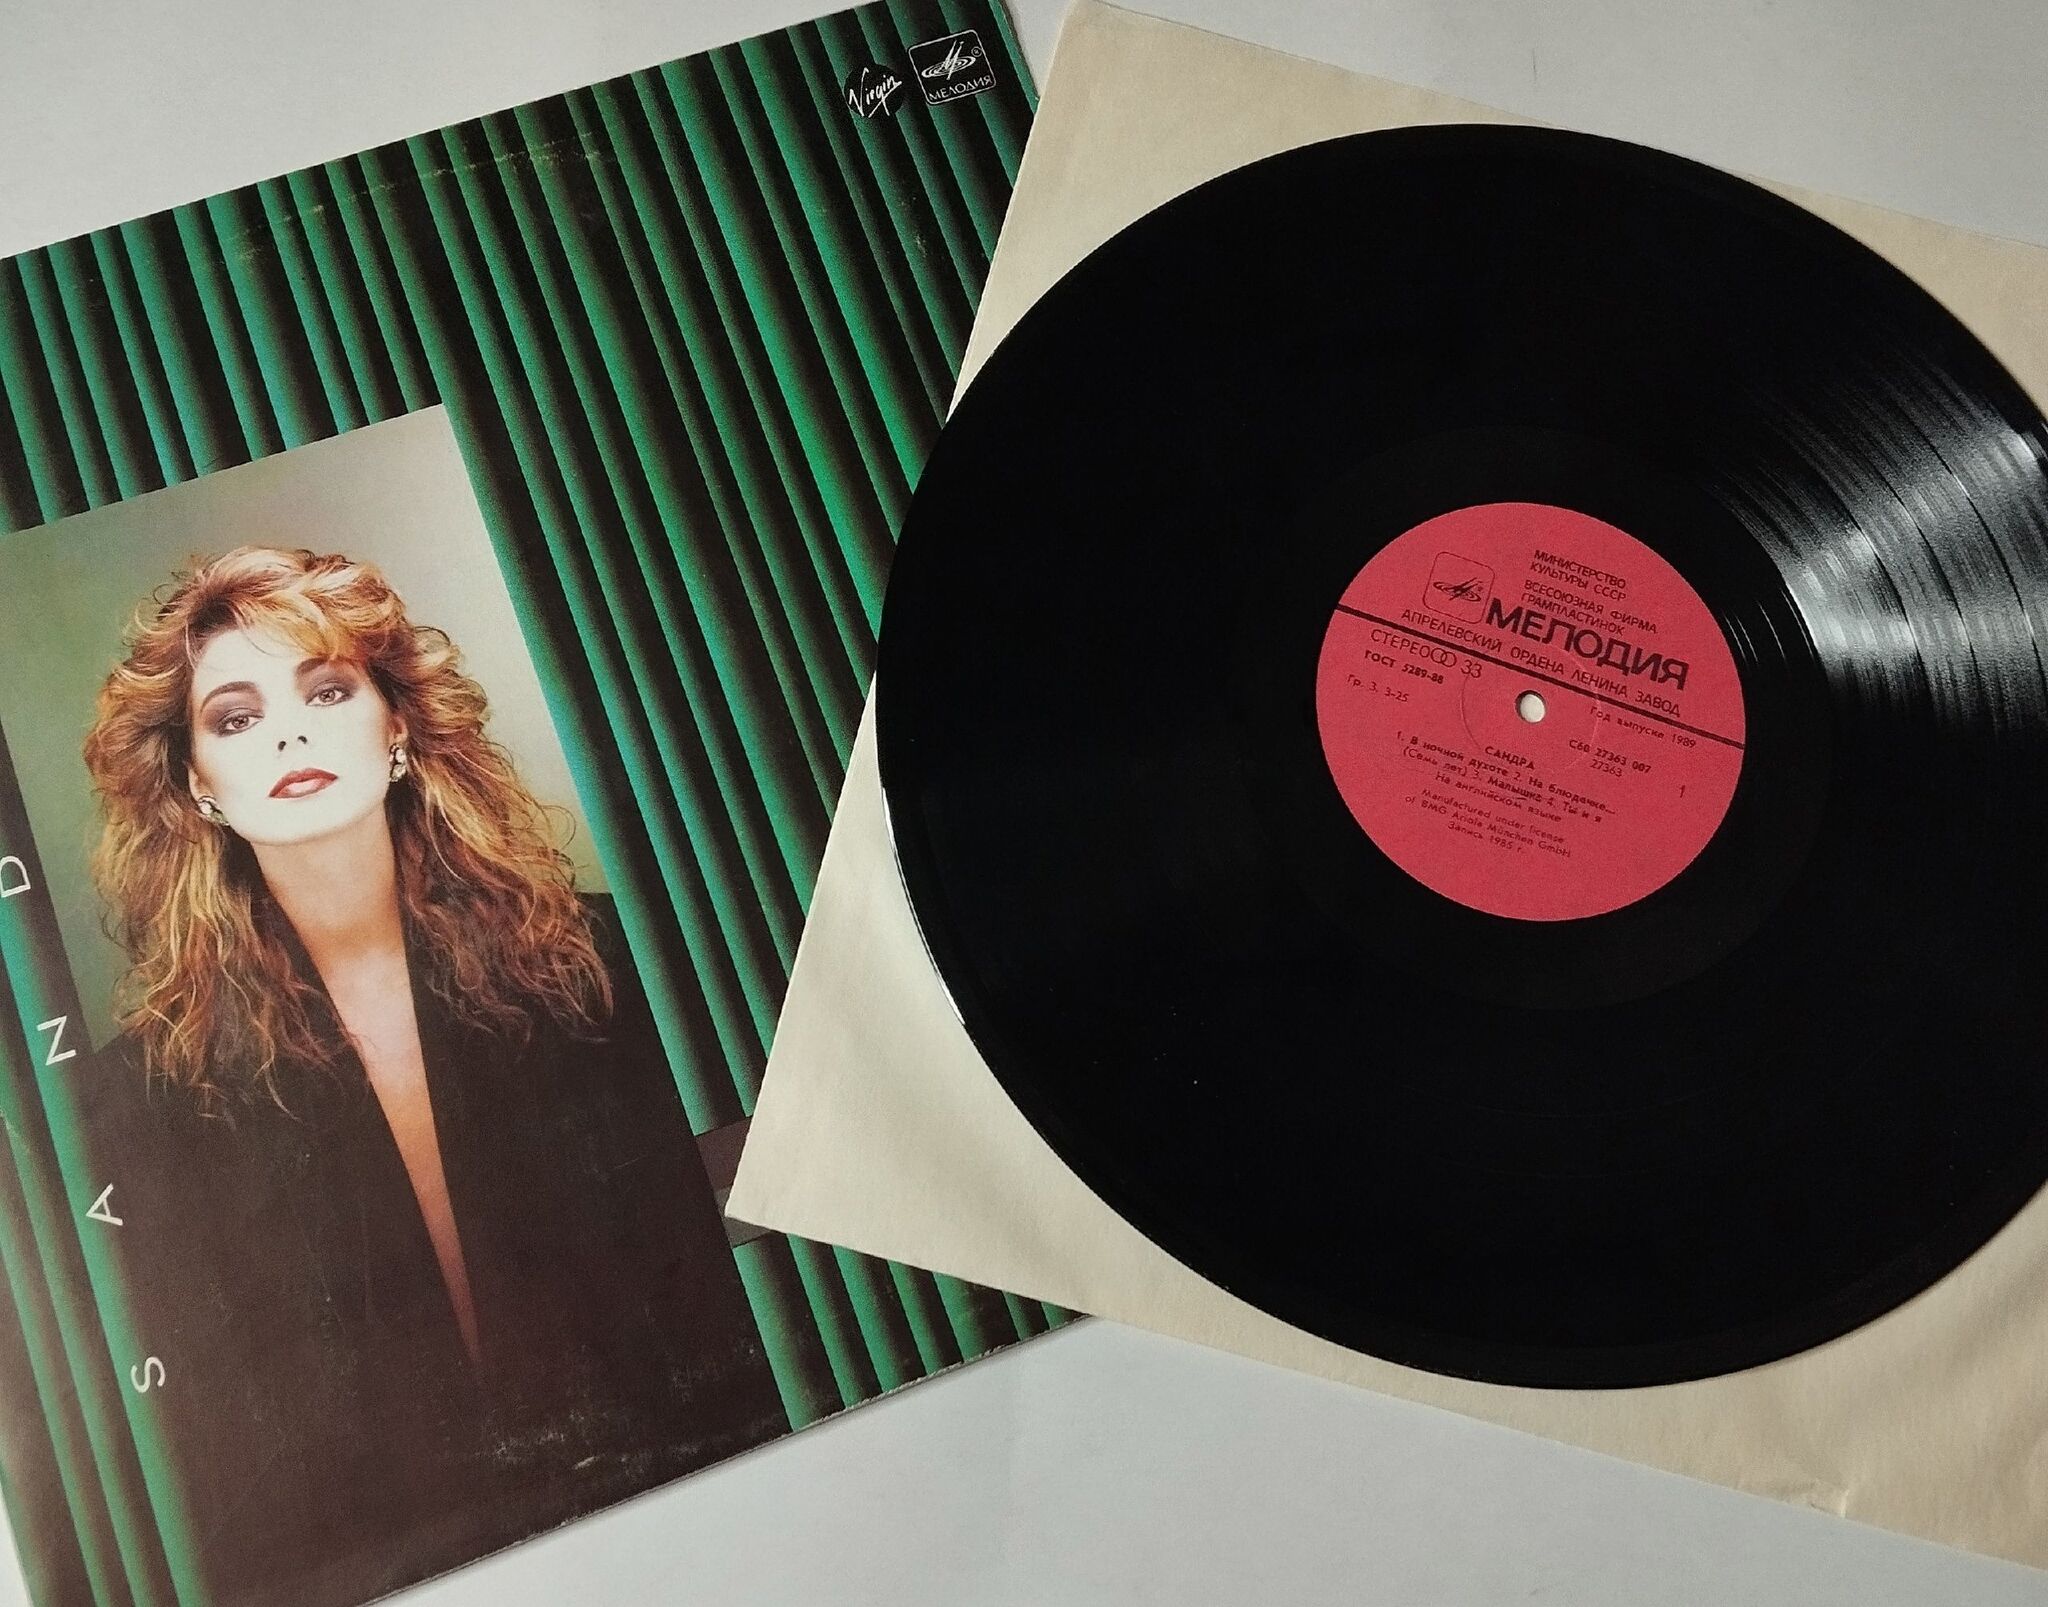 Virgin
МЕЛОДИЯ
SAND
МИНИСТЕРСТВО
КУЛЬТУРЫ СССР
ВСЕСОЮЗНАЯ ФИРМА
ГРАМПЛАСТИНОК
МЕЛОДИЯ
АПРЕЛЕВСКИЙ ОРДЕНА ЛЕНИНА ЗАВОД
СТЕРЕО 33
ГОСТ 5289-88
Год выпуска 1989
Гр. 3. 3-25
С60 27363 007
27363
САНДРА
1
1. В ночной духоте 2. На блюдечке...
(Семь лет) 3. Малышка 4. Ты и я
На английском языке
Manufactured under license
of BMG Ariola München GmbH
Запись 1985 г.